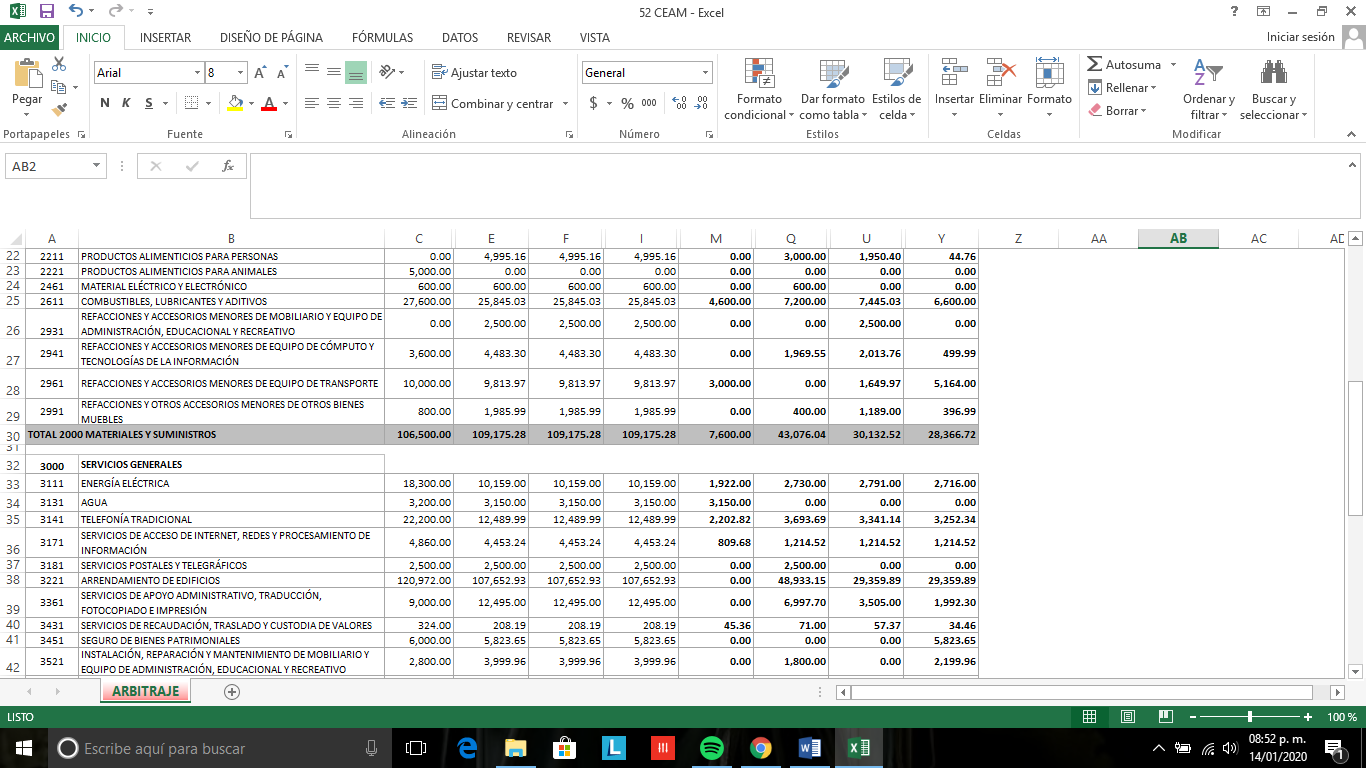 52 CEAM - Excel
?
ARCHIVO INICIO INSERTAR DISEÑO DE PÁGINA FÓRMULAS DATOS REVISAR VISTA Iniciar sesión
Pegar
Portapapeles
Arial 8
N K S
Fuente
Ajustar texto
Combinar y centrar
Alineación
General
$ % 000
Número
Formato condicional
Dar formato como tabla
Estilos de celda
Estilos
Insertar Eliminar Formato
Celdas
Autosuma
Rellenar
Borrar
Ordenar y filtrar
Buscar y seleccionar
Modificar
AB2 fx
A B C E F I M Q U Y Z AA AB AC AD
22 2211 PRODUCTOS ALIMENTICIOS PARA PERSONAS 0.00 4,995.16 4,995.16 4,995.16 0.00 3,000.00 1,950.40 44.76
23 2221 PRODUCTOS ALIMENTICIOS PARA ANIMALES 5,000.00 0.00 0.00 0.00 0.00 0.00 0.00 0.00
24 2461 MATERIAL ELÉCTRICO Y ELECTRÓNICO 600.00 600.00 600.00 600.00 0.00 600.00 0.00 0.00
25 2611 COMBUSTIBLES, LUBRICANTES Y ADITIVOS 27,600.00 25,845.03 25,845.03 25,845.03 4,600.00 7,200.00 7,445.03 6,600.00
26 2931 REFACCIONES Y ACCESORIOS MENORES DE MOBILIARIO Y EQUIPO DE
ADMINISTRACIÓN, EDUCACIONAL Y RECREATIVO 0.00 2,500.00 2,500.00 2,500.00 0.00 0.00 2,500.00 0.00
27 2941 REFACCIONES Y ACCESORIOS MENORES DE EQUIPO DE CÓMPUTO Y
TECNOLOGÍAS DE LA INFORMACIÓN 3,600.00 4,483.30 4,483.30 4,483.30 0.00 1,969.55 2,013.76 499.99
28 2961 REFACCIONES Y ACCESORIOS MENORES DE EQUIPO DE TRANSPORTE 10,000.00 9,813.97 9,813.97 9,813.97 3,000.00 0.00 1,649.97 5,164.00
29 2991 REFACCIONES Y OTROS ACCESORIOS MENORES DE OTROS BIENES
MUEBLES 800.00 1,985.99 1,985.99 1,985.99 0.00 400.00 1,189.00 396.99
30 TOTAL 2000 MATERIALES Y SUMINISTROS 106,500.00 109,175.28 109,175.28 109,175.28 7,600.00 43,076.04 30,132.52 28,366.72
31
32 3000 SERVICIOS GENERALES
33 3111 ENERGÍA ELÉCTRICA 18,300.00 10,159.00 10,159.00 10,159.00 1,922.00 2,730.00 2,791.00 2,716.00
34 3131 AGUA 3,200.00 3,150.00 3,150.00 3,150.00 3,150.00 0.00 0.00 0.00
35 3141 TELEFONÍA TRADICIONAL 22,200.00 12,489.99 12,489.99 12,489.99 2,202.82 3,693.69 3,341.14 3,252.34
36 3171 SERVICIOS DE ACCESO DE INTERNET, REDES Y PROCESAMIENTO DE
INFORMACIÓN 4,860.00 4,453.24 4,453.24 4,453.24 809.68 1,214.52 1,214.52 1,214.52
37 3181 SERVICIOS POSTALES Y TELEGRÁFICOS 2,500.00 2,500.00 2,500.00 2,500.00 0.00 2,500.00 0.00 0.00
38 3221 ARRENDAMIENTO DE EDIFICIOS 120,972.00 107,652.93 107,652.93 107,652.93 0.00 48,933.15 29,359.89 29,359.89
39 3361 SERVICIOS DE APOYO ADMINISTRATIVO, TRADUCCIÓN,
FOTOCOPIADO E IMPRESIÓN 9,000.00 12,495.00 12,495.00 12,495.00 0.00 6,997.70 3,505.00 1,992.30
40 3431 SERVICIOS DE RECAUDACIÓN, TRASLADO Y CUSTODIA DE VALORES 324.00 208.19 208.19 208.19 45.36 71.00 57.37 34.46
41 3451 SEGURO DE BIENES PATRIMONIALES 6,000.00 5,823.65 5,823.65 5,823.65 0.00 0.00 0.00 5,823.65
42 3521 INSTALACIÓN, REPARACIÓN Y MANTENIMIENTO DE MOBILIARIO Y
EQUIPO DE ADMINISTRACIÓN, EDUCACIONAL Y RECREATIVO 2,800.00 3,999.96 3,999.96 3,999.96 0.00 1,800.00 0.00 2,199.96
ARBITRAJE
LISTO 100 %
Escribe aquí para buscar
08:52 p. m.
14/01/2020
1